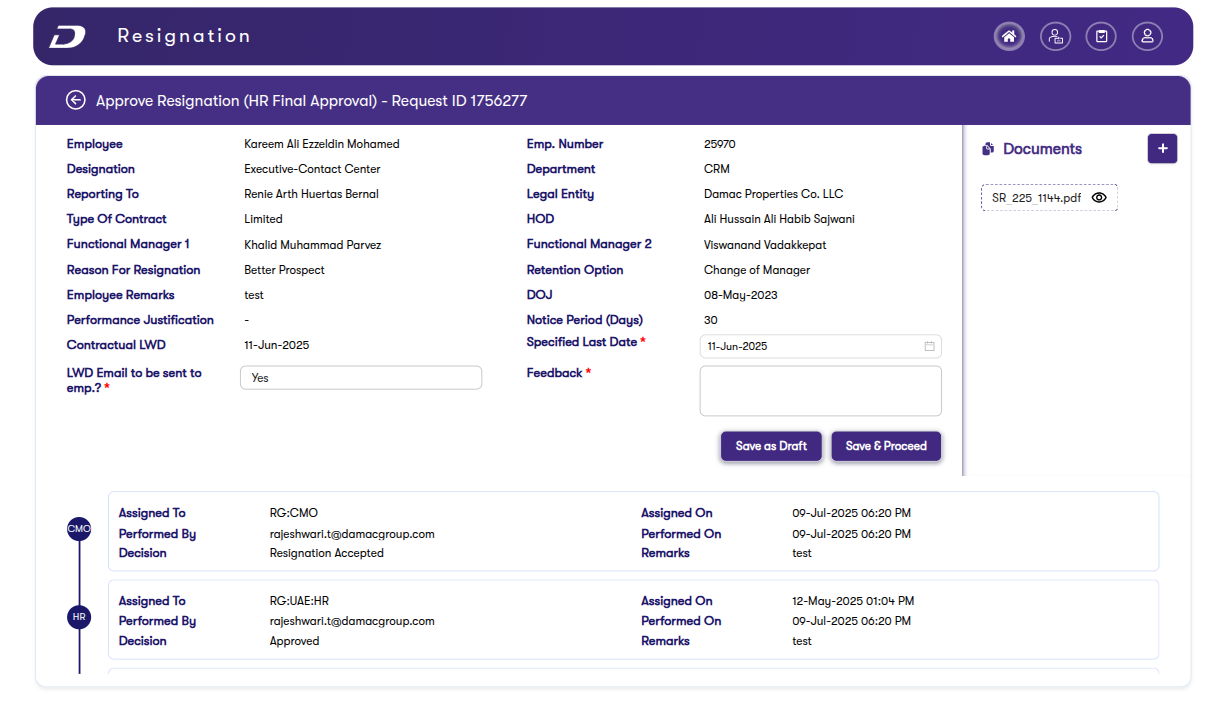 Resignation
Approve Resignation (HR Final Approval) - Request ID 1756277
Employee Kareem Ali Ezzeldin Mohamed Emp. Number 25970
Designation Executive-Contact Center Department CRM
Reporting To Renie Arth Huertas Bernal Legal Entity Damac Properties Co. LLC
Type Of Contract Limited HOD Ali Hussain Ali Habib Sajwani
Functional Manager 1 Khalid Muhammad Parvez Functional Manager 2 Viswanand Vadakkepat
Reason For Resignation Better Prospect Retention Option Change of Manager
Employee Remarks test DOJ 08-May-2023
Performance Justification - Notice Period (Days) 30
Contractual LWD 11-Jun-2025 Specified Last Date * 11-Jun-2025
LWD Email to be sent to
emp.? * Yes Feedback *
Save as Draft Save & Proceed
Documents +
SR_225_1144.pdf
CMO
Assigned To RG:CMO Assigned On 09-Jul-2025 06:20 PM
Performed By rajeshwari.t@damacgroup.com Performed On 09-Jul-2025 06:20 PM
Decision Resignation Accepted Remarks test
HR
Assigned To RG:UAE:HR Assigned On 12-May-2025 01:04 PM
Performed By rajeshwari.t@damacgroup.com Performed On 09-Jul-2025 06:20 PM
Decision Approved Remarks test